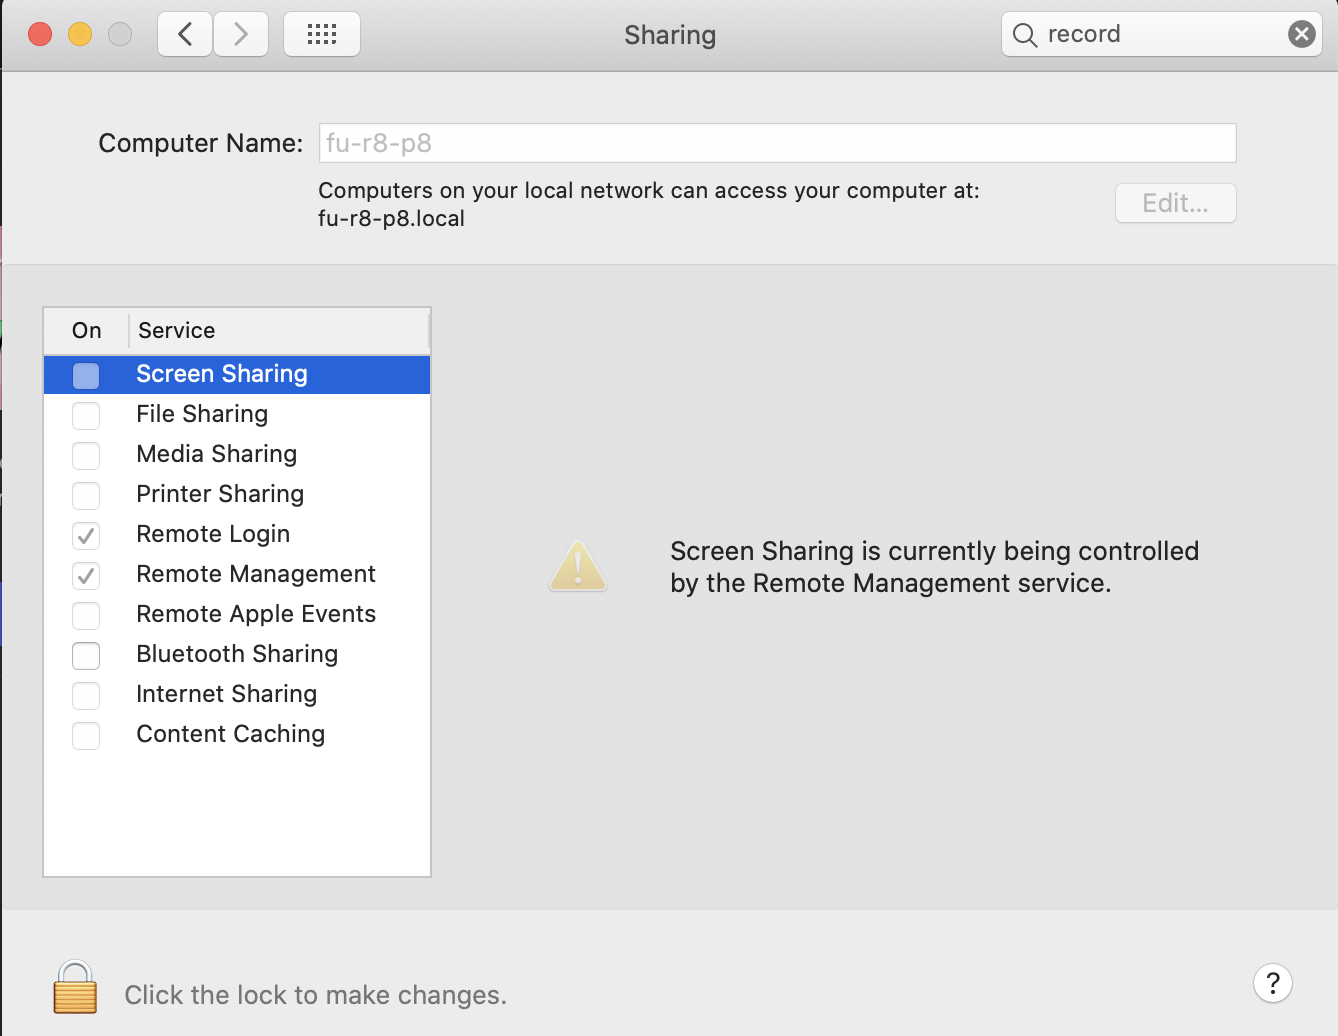 Sharing
record
Computer Name:
fu-r8-p8
Computers on your local network can access your computer at:
fu-r8-p8.local
Edit...
On
Service
Screen Sharing
File Sharing
Media Sharing
Printer Sharing
Remote Login
Remote Management
Remote Apple Events
Bluetooth Sharing
Internet Sharing
Content Caching
Screen Sharing is currently being controlled
by the Remote Management service.
Click the lock to make changes.
?